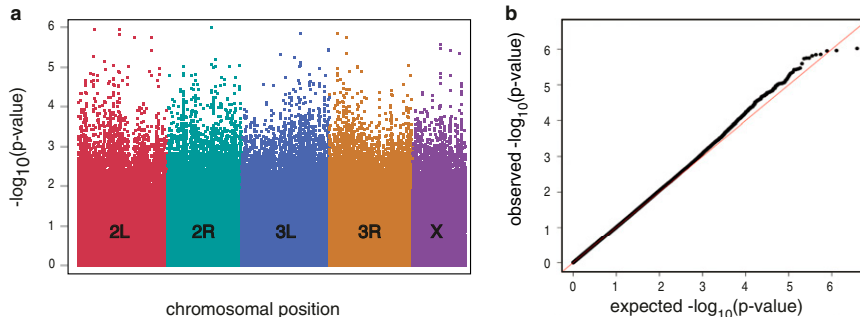 a
6
5
4
3
2
1
0
-log10(p-value)
2L 2R 3L 3R X
chromosomal position
b
6
5
4
3
2
1
0
observed -log10(p-value)
0 1 2 3 4 5 6
expected -log10(p-value)